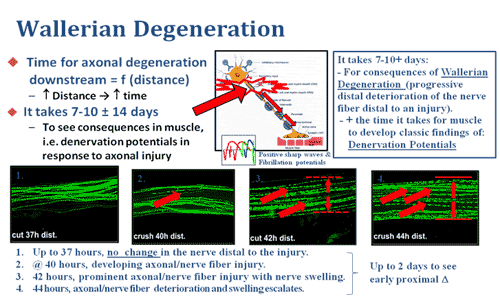 Wallerian Degeneration
Time for axonal degeneration
downstream = f (distance)
– ↑ Distance → ↑ time
It takes 7-10 ± 14 days
– To see consequences in muscle,
i.e. denervation potentials in
response to axonal injury
Positive sharp waves &
Fibrillation potentials
It takes 7-10+ days:
- For consequences of Wallerian
Degeneration (progressive
distal deterioration of the nerve
fiber distal to an injury).
- + the time it takes for muscle
to develop classic findings of:
Denervation Potentials
1.
cut 37h dist.
2.
crush 40h dist.
3.
cut 42h dist.
4.
crush 44h dist.
1. Up to 37 hours, no change in the nerve distal to the injury.
2. @ 40 hours, developing axonal/nerve fiber injury.
3. 42 hours, prominent axonal/nerve fiber injury with nerve swelling.
4. 44 hours, axonal/nerve fiber deterioration and swelling escalates.
Up to 2 days to see
early proximal Δ